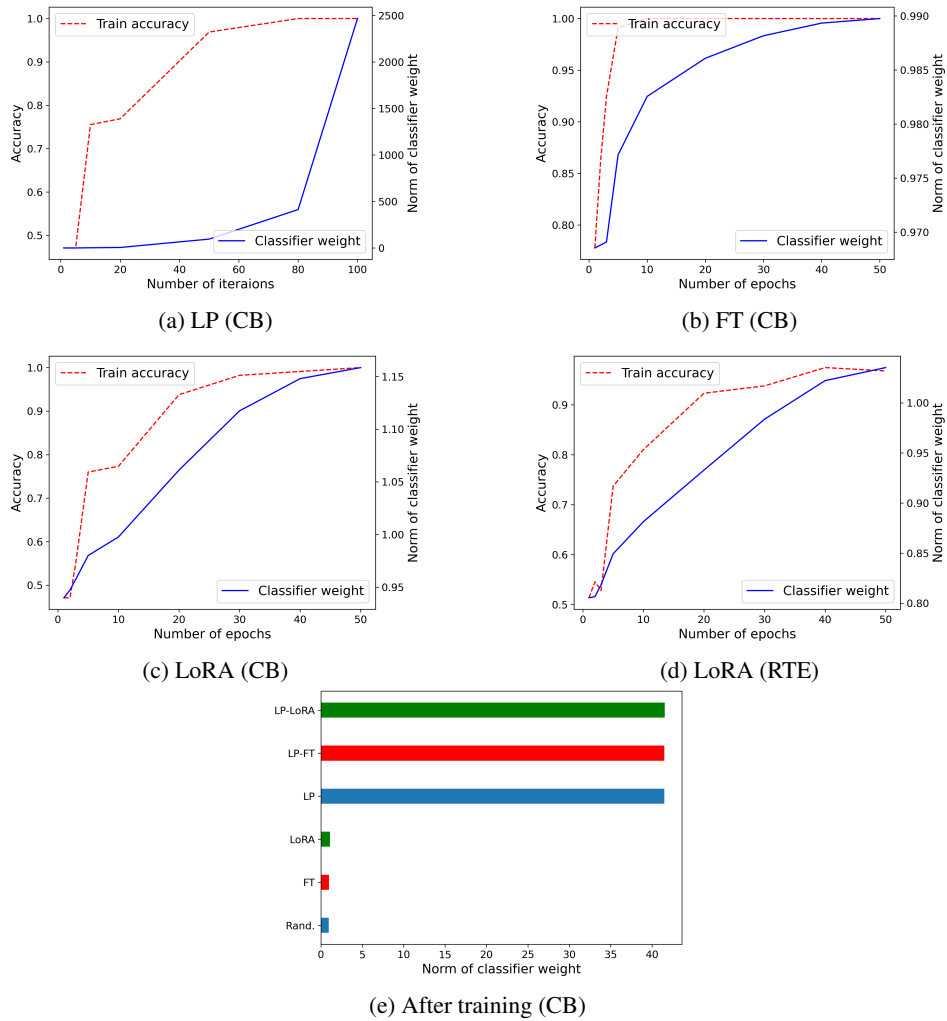 1.0
0.9
0.8
0.7
0.6
0.5
Accuracy
Train accuracy
Classifier weight
2500
2000
1500
1000
500
0
Norm of classifier weight
0 20 40 60 80 100
Number of iteraions
(a) LP (CB)
1.00
0.95
0.90
0.85
0.80
Accuracy
Train accuracy
Classifier weight
0.990
0.985
0.980
0.975
0.970
Norm of classifier weight
0 10 20 30 40 50
Number of epochs
(b) FT (CB)
1.0
0.9
0.8
0.7
0.6
0.5
Accuracy
Train accuracy
Classifier weight
1.15
1.10
1.05
1.00
0.95
Norm of classifier weight
0 10 20 30 40 50
Number of epochs
(c) LoRA (CB)
0.9
0.8
0.7
0.6
0.5
Accuracy
Train accuracy
Classifier weight
1.00
0.95
0.90
0.85
0.80
Norm of classifier weight
0 10 20 30 40 50
Number of epochs
(d) LoRA (RTE)
LP-LoRA
LP-FT
LP
LoRA
FT
Rand.
0 5 10 15 20 25 30 35 40
Norm of classifier weight
(e) After training (CB)